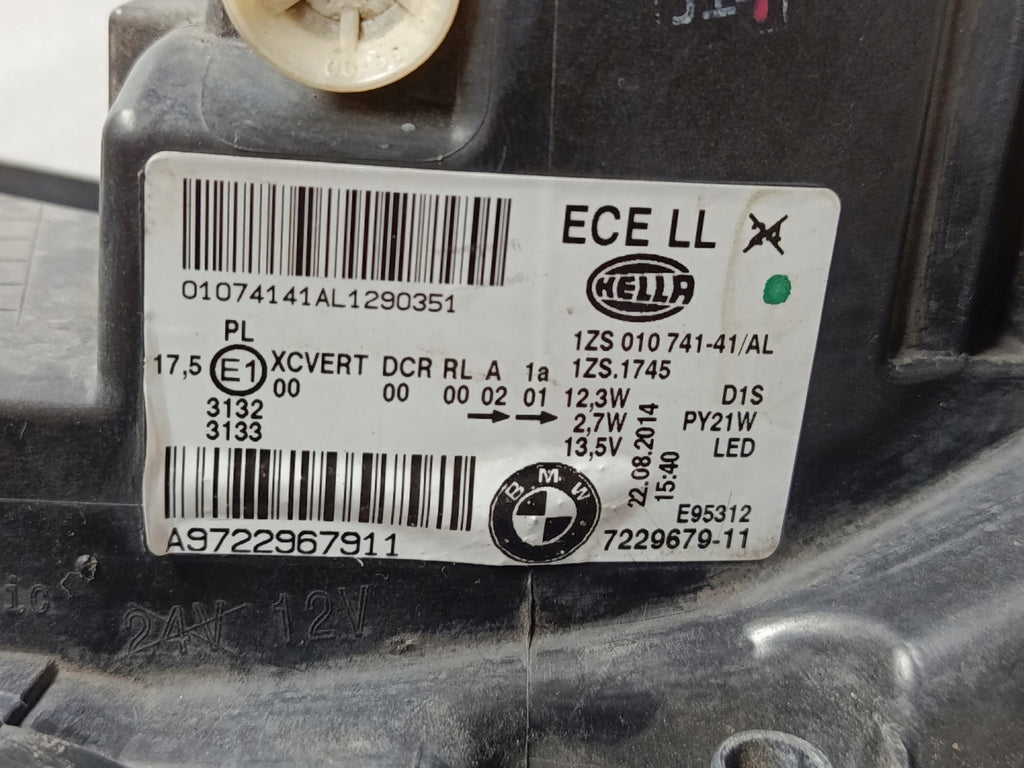 ECE LL 24
01074141AL1290351
HELLA
1ZS 010 741-41/AL
1ZS.1745
PL
17,5 E1 XCVERT DCR RL A 1a
00 00 00 02 01
3132
3133
12,3W D1S
2,7W PY21W
13,5V LED
22.08.2014
15:40
E95312
A9722967911
BMW
7229679-11
24V 12V